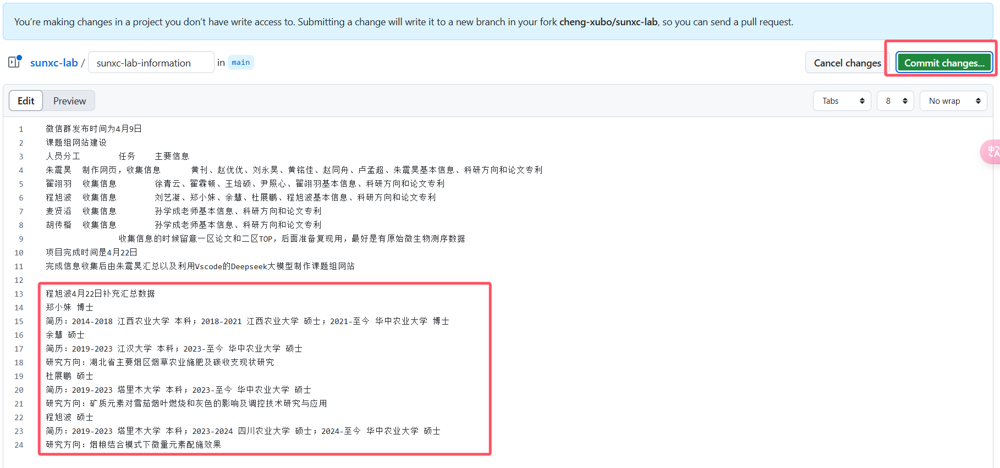 You're making changes in a project you don't have write access to. Submitting a change will write it to a new branch in your fork cheng-xubo/sunxc-lab, so you can send a pull request.
sunxc-lab / sunxc-lab-information in main
Cancel changes
Commit changes...
Edit
Preview
Tabs
8
No wrap
1 微信群发布时间为4月9日
2 课题组网站建设
3 人员分工 任务 主要信息
4 朱震昊 制作网页，收集信息 黄刊、赵优优、刘永昊、黄铭佳、赵同舟、卢孟超、朱震昊基本信息、科研方向和论文专利
5 翟翊羽 收集信息 徐青云、翟霖顿、王培硕、尹照心、翟翊羽基本信息、科研方向和论文专利
6 程旭波 收集信息 刘艺凝、郑小妹、余慧、杜展鹏、程旭波基本信息、科研方向和论文专利
7 麦贤滔 收集信息 孙学成老师基本信息、科研方向和论文专利
8 胡传楷 收集信息 孙学成老师基本信息、科研方向和论文专利
9 收集信息的时候留意一区论文和二区TOP，后面准备复现用，最好是有原始微生物测序数据
10 项目完成时间是4月22日
11 完成信息收集后由朱震昊汇总以及利用Vscode的Deepseek大模型制作课题组网站
12
13 程旭波4月22日补充汇总数据
14 郑小妹 博士
15 简历：2014-2018 江西农业大学 本科；2018-2021 江西农业大学 硕士；2021-至今 华中农业大学 博士
16 余慧 硕士
17 简历：2019-2023 江汉大学 本科；2023-至今 华中农业大学 硕士
18 研究方向：湖北省主要烟区烟草农业施肥及碳收支现状研究
19 杜展鹏 硕士
20 简历：2019-2023 塔里木大学 本科；2023-至今 华中农业大学 硕士
21 研究方向：矿质元素对雪茄烟叶燃烧和灰色的影响及调控技术研究与应用
22 程旭波 硕士
23 简历：2019-2023 塔里木大学 本科；2023-2024 四川农业大学 硕士；2024-至今 华中农业大学 硕士
24 研究方向：烟粮结合模式下微量元素配施效果